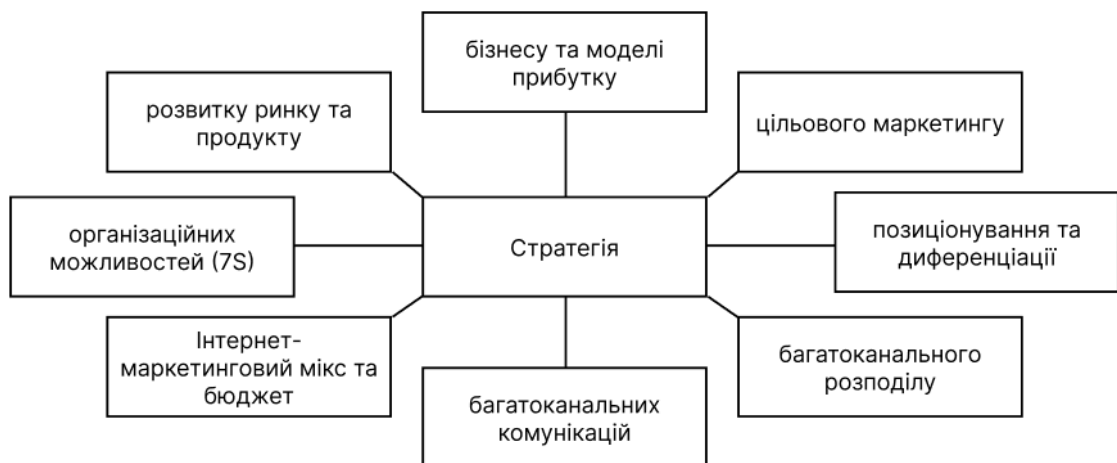 бізнесу та моделі
прибутку
розвитку ринку та
продукту
цільового маркетингу
організаційних
можливостей (7S)
Стратегія
позиціонування та
диференціації
Інтернет-
маркетинговий мікс та
бюджет
багатоканальних
комунікацій
багатоканального
розподілу